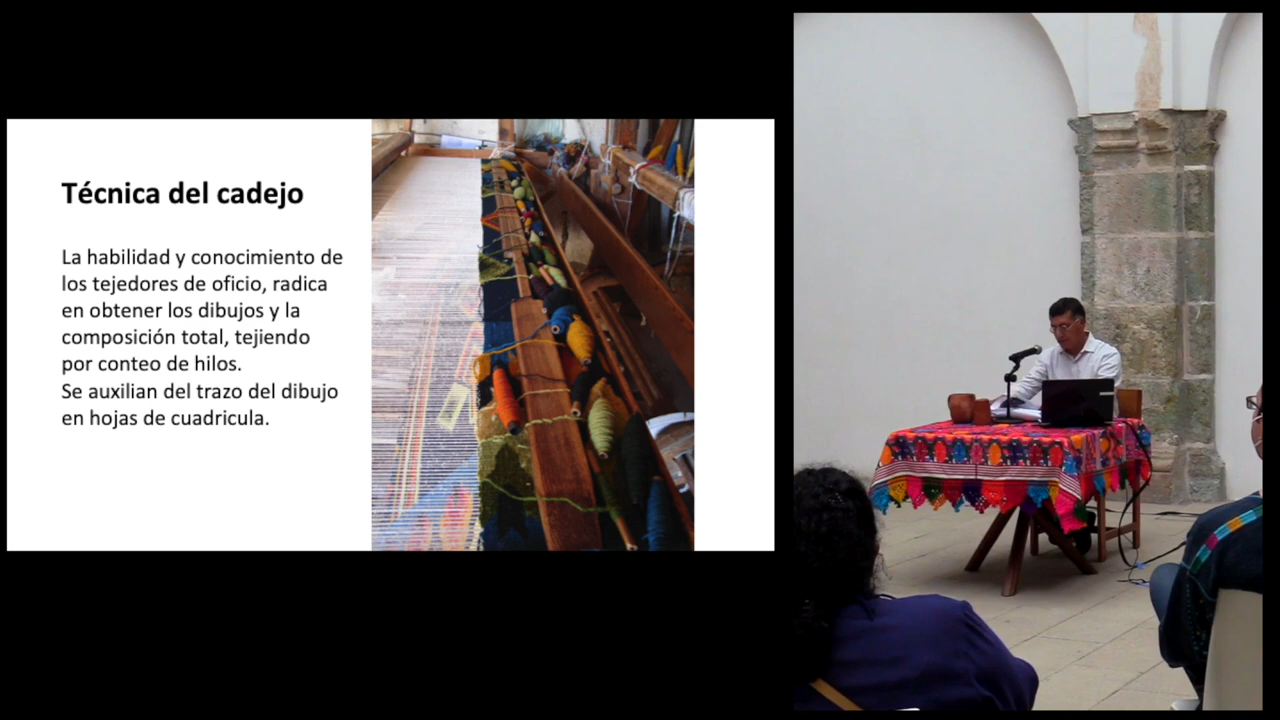 Técnica del cadejo
La habilidad y conocimiento de
los tejedores de oficio, radica
en obtener los dibujos y la
composición total, tejiendo
por conteo de hilos.
Se auxilian del trazo del dibujo
en hojas de cuadricula.